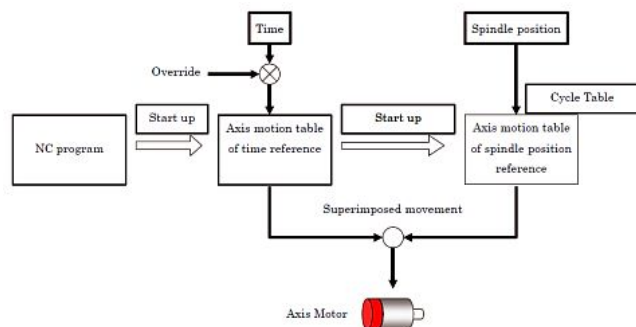 Time
Spindle position
Override
Cycle Table
Start up
Start up
NC program
Axis motion table
of time reference
Axis motion table
of spindle position
reference
Superimposed movement
Axis Motor